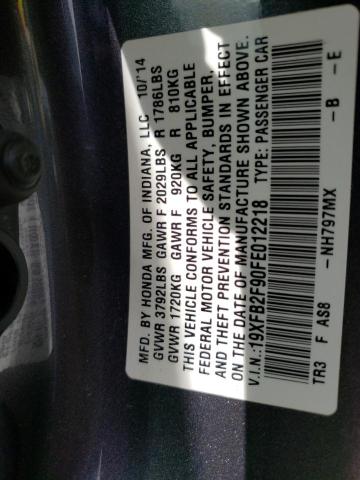 MFD. BY HONDA MFG. OF INDIANA, LLC 10/'14
GVWR 3792LBS GAWR F 2029LBS R 1786LBS
GVWR 1720KG GAWR F 920KG R 810KG
THIS VEHICLE CONFORMS TO ALL APPLICABLE
FEDERAL MOTOR VEHICLE SAFETY, BUMPER,
AND THEFT PREVENTION STANDARDS IN EFFECT
ON THE DATE OF MANUFACTURE SHOWN ABOVE.
V.I.N.:19XFB2F90FE012218 TYPE: PASSENGER CAR
TR3 F AS8 -NH797MX -B -E